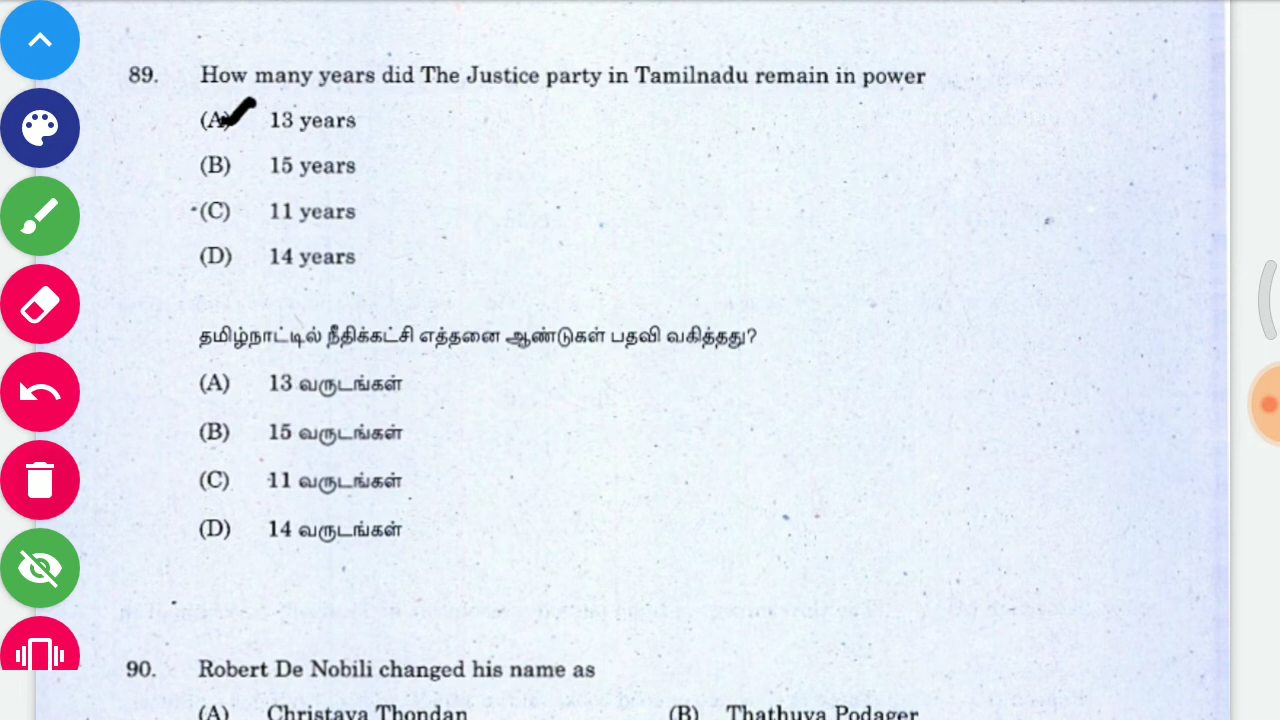 89. How many years did The Justice party in Tamilnadu remain in power
(A) 13 years
(B) 15 years
(C) 11 years
(D) 14 years
தமிழ்நாட்டில் நீதிக்கட்சி எத்தனை ஆண்டுகள் பதவி வகித்தது?
(A) 13 வருடங்கள்
(B) 15 வருடங்கள்
(C) 11 வருடங்கள்
(D) 14 வருடங்கள்
90. Robert De Nobili changed his name as
(A) Christava Thondan (B) Thathuva Podager